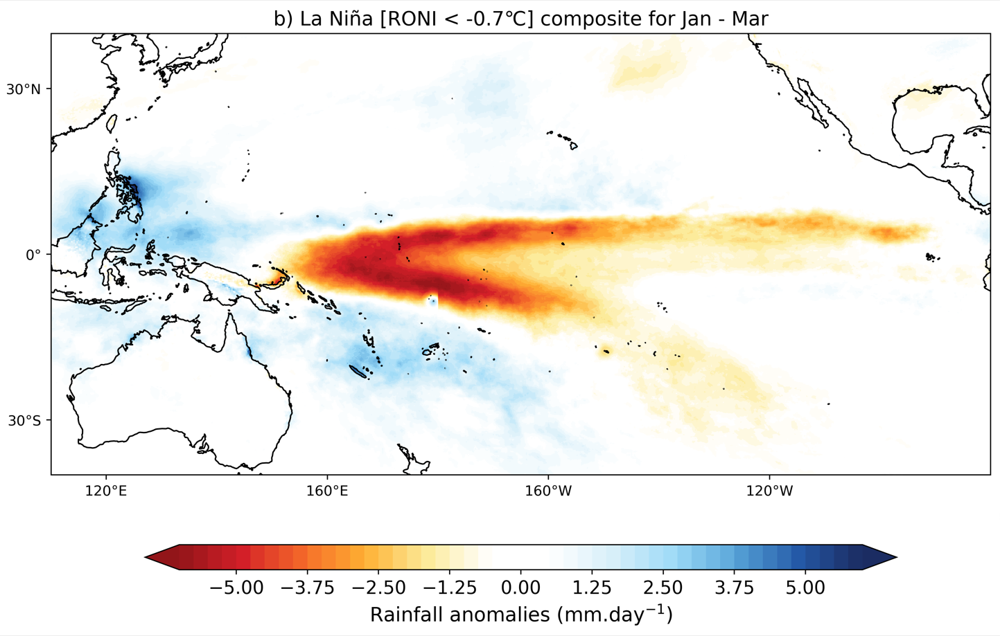 b) La Niña [RONI < -0.7°C] composite for Jan - Mar
30°N
0°
30°S
120°E 160°E 160°W 120°W
−5.00 −3.75 −2.50 −1.25 0.00 1.25 2.50 3.75 5.00
Rainfall anomalies (mm.day⁻¹)